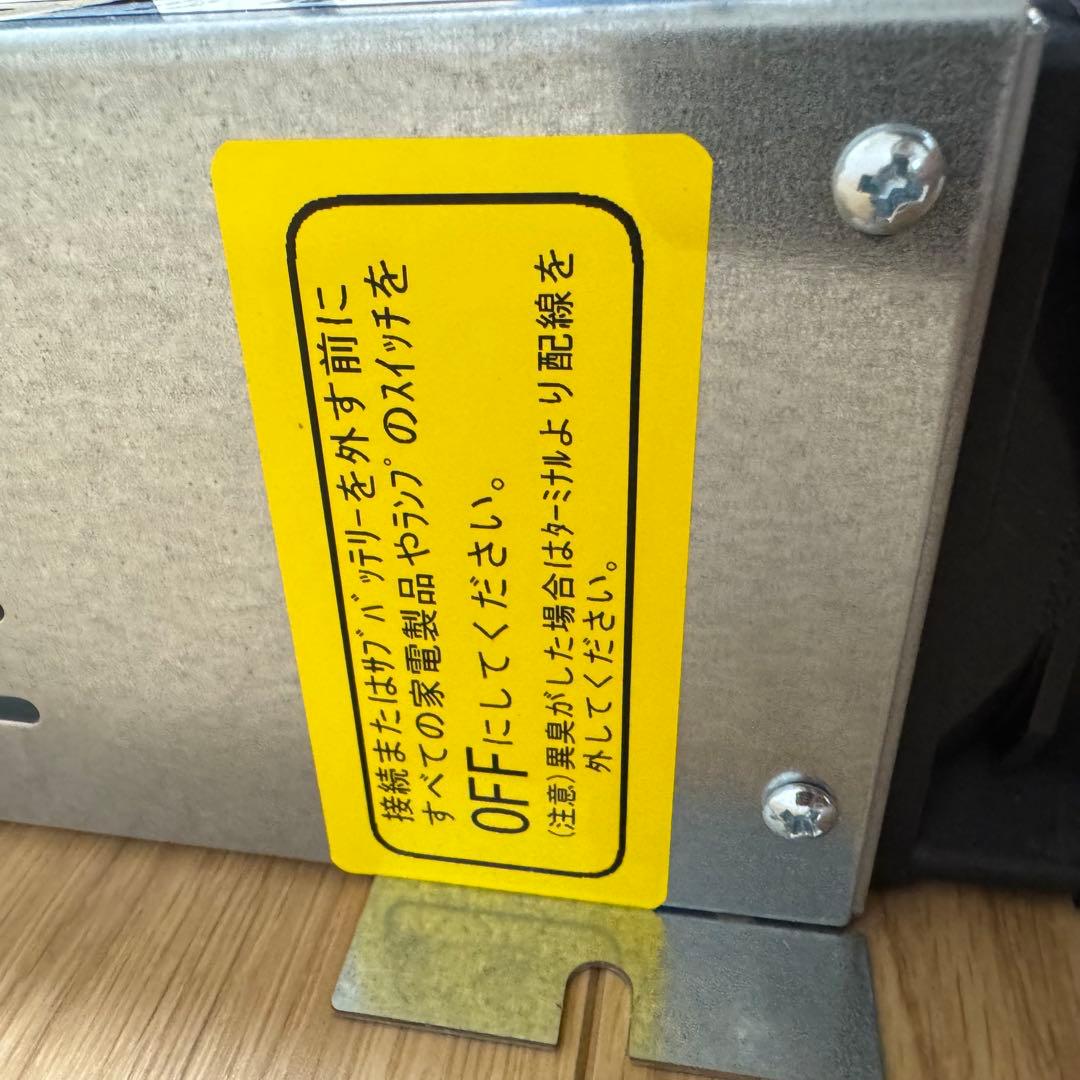 接続またはｻﾌﾞﾊﾞｯﾃﾘｰを外す前に
すべての家電製品やﾗﾝﾌﾟのｽｲｯﾁを
OFFにしてください。
(注意)異臭がした場合はﾀｰﾐﾅﾙより配線を
外してください。